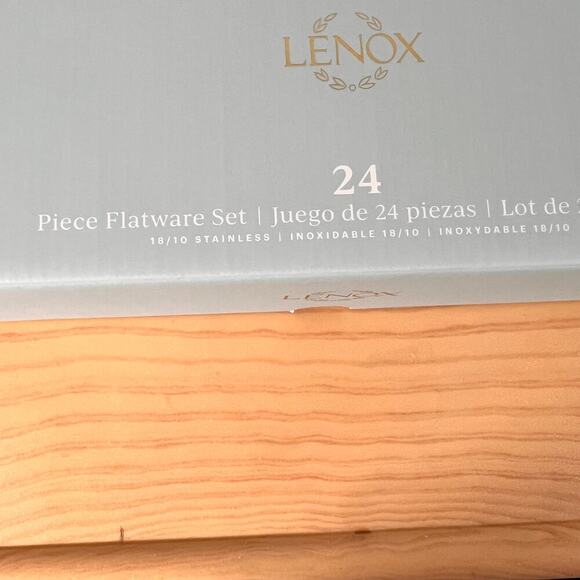 LENOX
24
Piece Flatware Set | Juego de 24 piezas | Lot de
18/10 STAINLESS | INOXIDABLE 18/10 | INOXYDABLE 18/10
LENOX